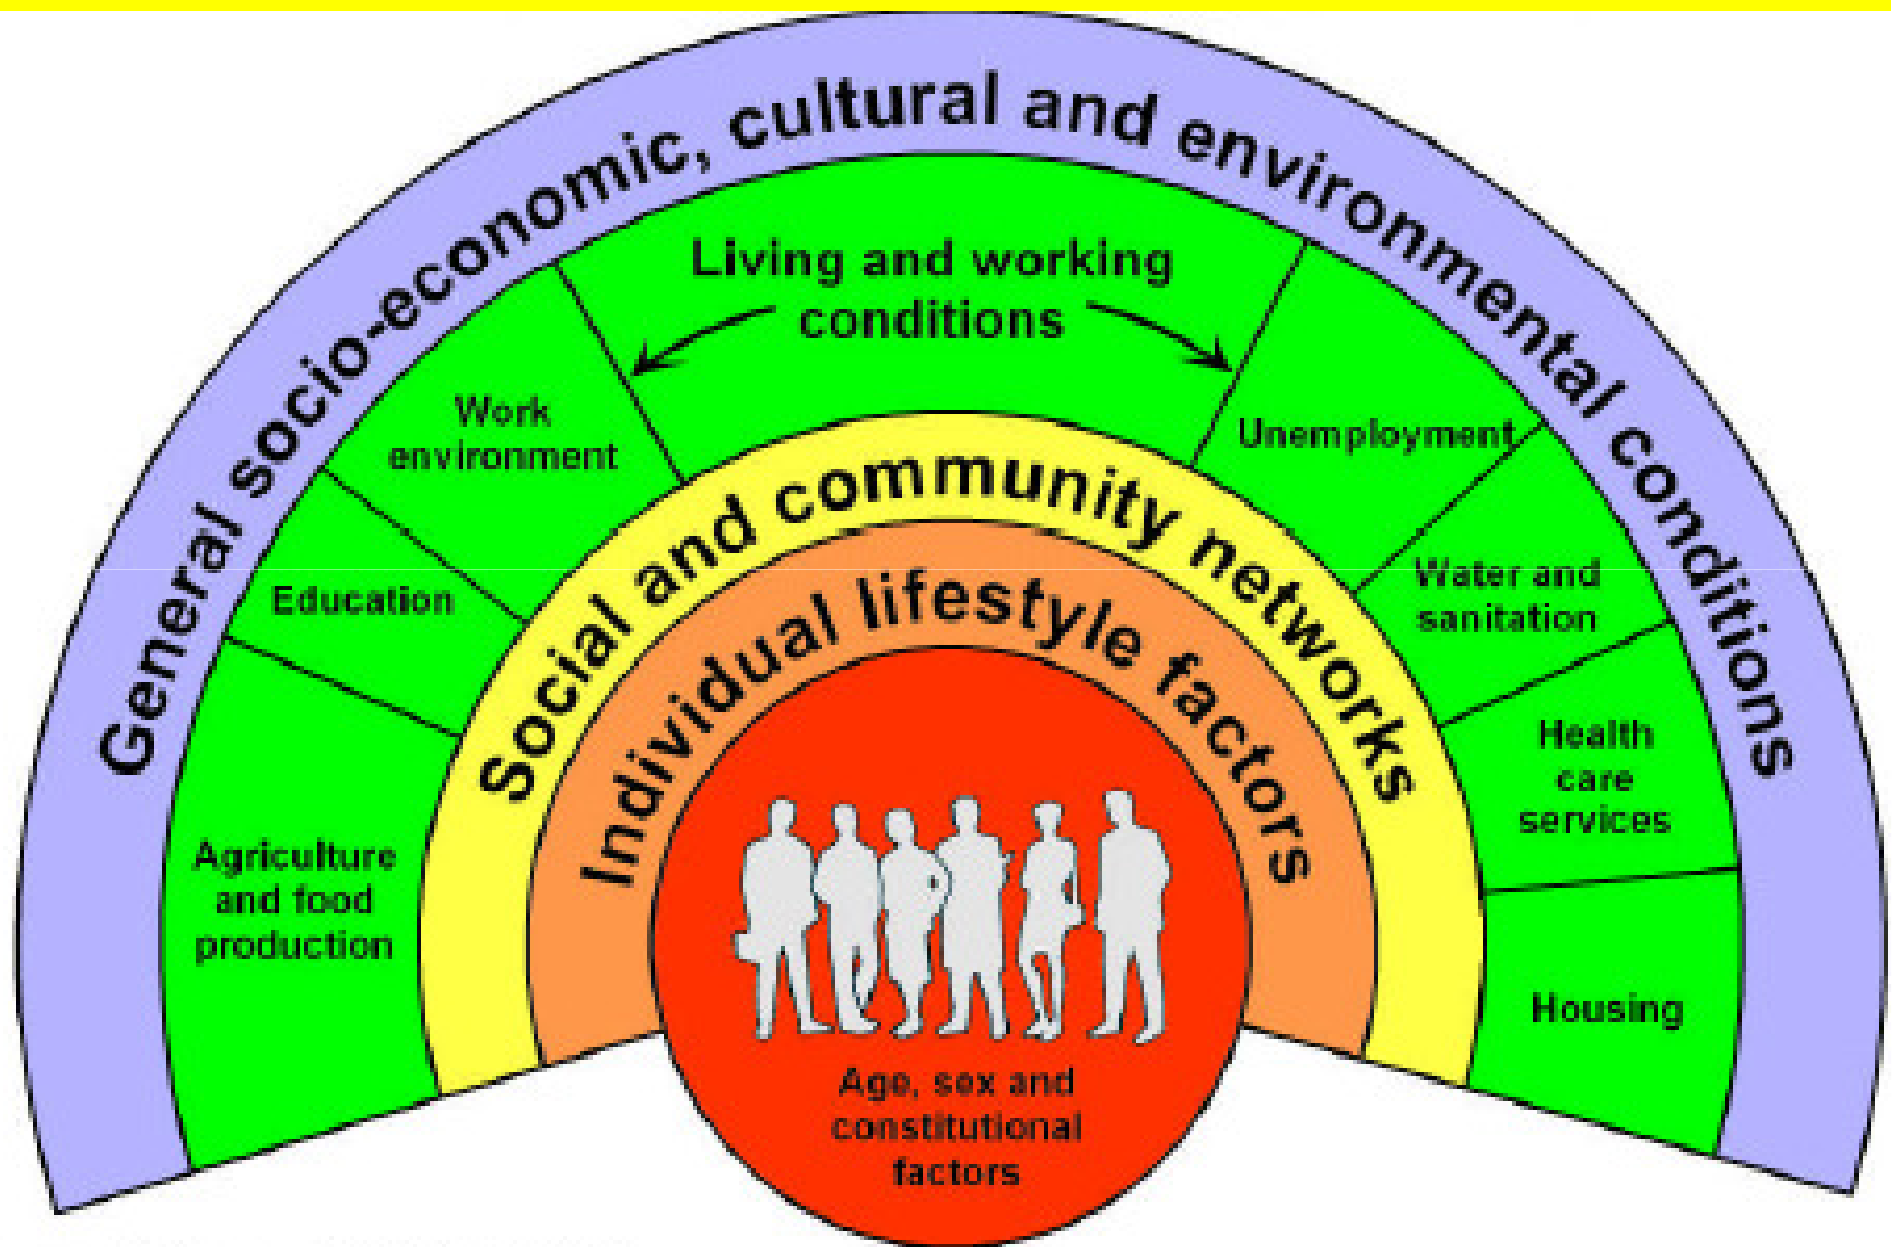 General socio-economic, cultural and environmental conditions
Living and working
conditions
Work
environment
Unemployment
Education
Water and
sanitation
Agriculture
and food
production
Health
care
services
Housing
Social and community networks
Individual lifestyle factors
Age, sex and
constitutional
factors